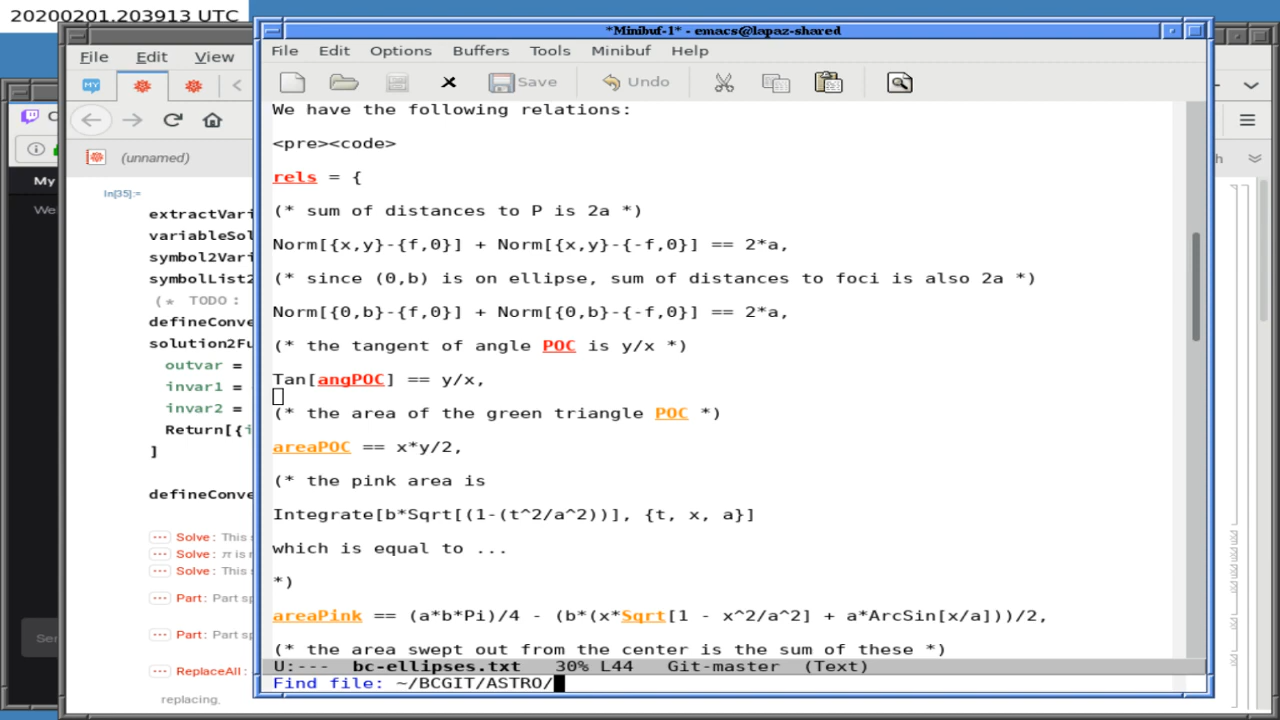 20200201.203913 UTC
*Minibuf-1* - emacs@lapaz-shared
File Edit Options Buffers Tools Minibuf Help
Save Undo
We have the following relations:
<pre><code>
rels = {
(* sum of distances to P is 2a *)
Norm[{x,y}-{f,0}] + Norm[{x,y}-{-f,0}] == 2*a,
(* since (0,b) is on ellipse, sum of distances to foci is also 2a *)
Norm[{0,b}-{f,0}] + Norm[{0,b}-{-f,0}] == 2*a,
(* the tangent of angle POC is y/x *)
Tan[angPOC] == y/x,
(* the area of the green triangle POC *)
areaPOC == x*y/2,
(* the pink area is
Integrate[b*Sqrt[(1-(t^2/a^2))], {t, x, a}]
which is equal to ...
*)
areaPink == (a*b*Pi)/4 - (b*(x*Sqrt[1 - x^2/a^2] + a*ArcSin[x/a]))/2,
(* the area swept out from the center is the sum of these *)
U:--- bc-ellipses.txt 30% L44 Git-master (Text)
Find file: ~/BCGIT/ASTRO/
File Edit View
MY
(unnamed)
In[35]:=
extractVari
variableSol
symbol2Vari
symbolList2
(* TODO:
defineConve
solution2Fu
outvar =
invar1 =
invar2 =
Return[{i
]
defineConve
Solve: This s
Solve: π is n
Solve: This s
Part: Part sp
Part: Part sp
ReplaceAll:
replacing.
My
Wel
Sen